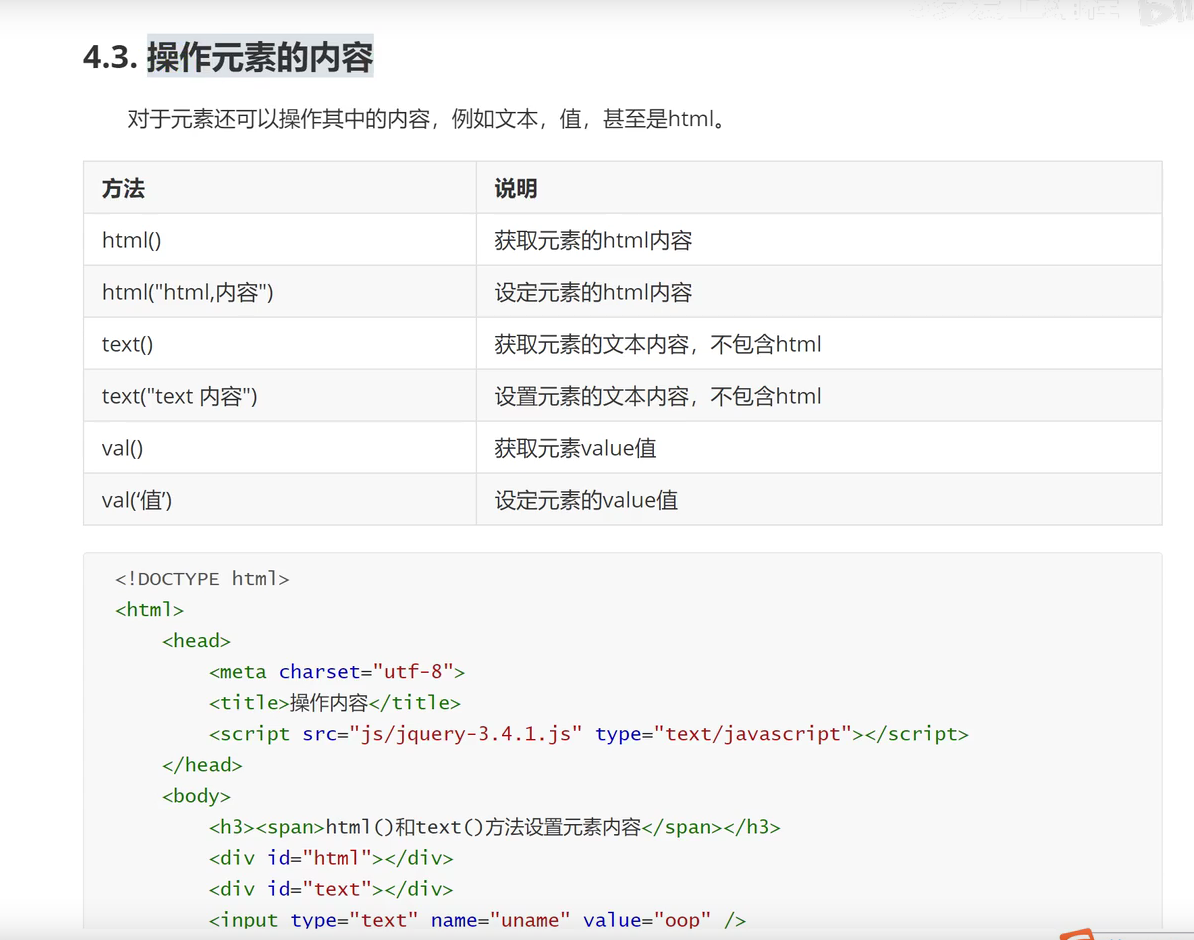 4.3. 操作元素的内容
对于元素还可以操作其中的内容，例如文本，值，甚至是html。
方法 说明
html() 获取元素的html内容
html("html,内容") 设定元素的html内容
text() 获取元素的文本内容，不包含html
text("text 内容") 设置元素的文本内容，不包含html
val() 获取元素value值
val(‘值’) 设定元素的value值
<!DOCTYPE html>
<html>
<head>
<meta charset="utf-8">
<title>操作内容</title>
<script src="js/jquery-3.4.1.js" type="text/javascript"></script>
</head>
<body>
<h3><span>html()和text()方法设置元素内容</span></h3>
<div id="html"></div>
<div id="text"></div>
<input type="text" name="uname" value="oop" />